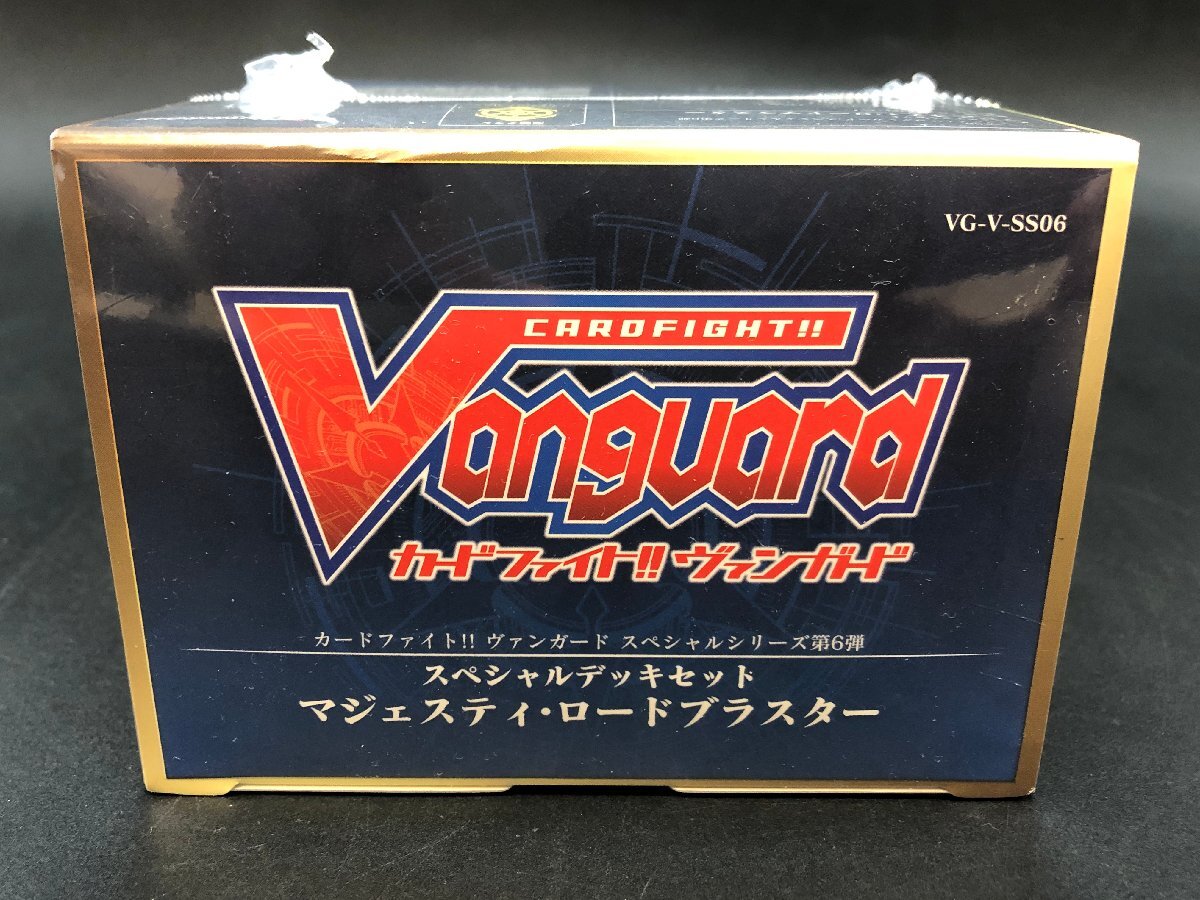 VG-V-SS06
CARDFIGHT!!
Vanguard
カードファイト!! ヴァンガード
カードファイト!! ヴァンガード スペシャルシリーズ第6弾
スペシャルデッキセット
マジェスティ・ロードブラスター